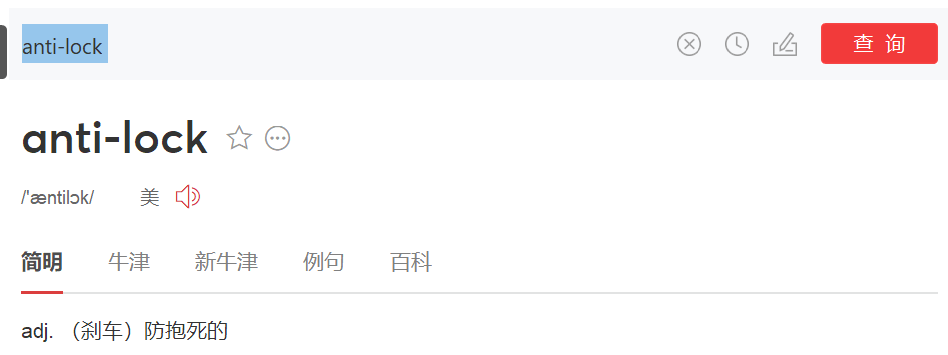 anti-lock
查 询
anti-lock
/'æntilɔk/ 美
简明 牛津 新牛津 例句 百科
adj. （刹车）防抱死的